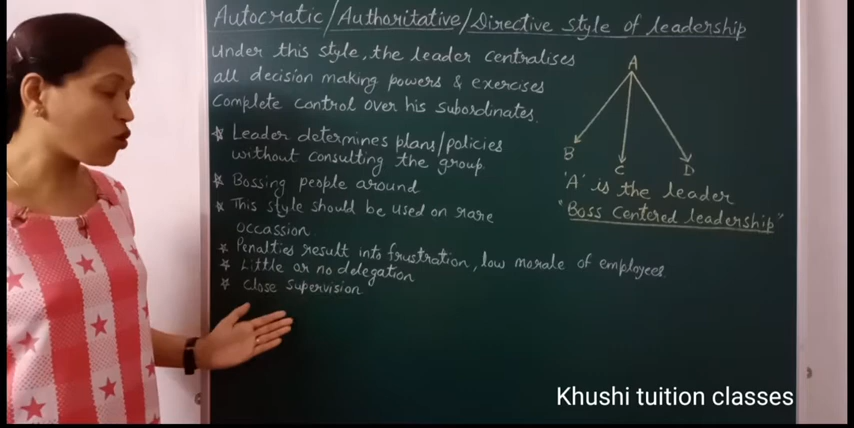 Autocratic/Authoritative/Directive style of leadership
Under this style, the leader centralises
all decision making powers & exercises
Complete control over his subordinates.
* Leader determines plans/policies
without consulting the group.
* Bossing people around
* This style should be used on rare
occassion
* Penalties result into frustration, low morale of employees.
* Little or no delegation
* Close supervision
A
B
C
D
'A' is the leader
"Boss Centered leadership"
Khushi tuition classes